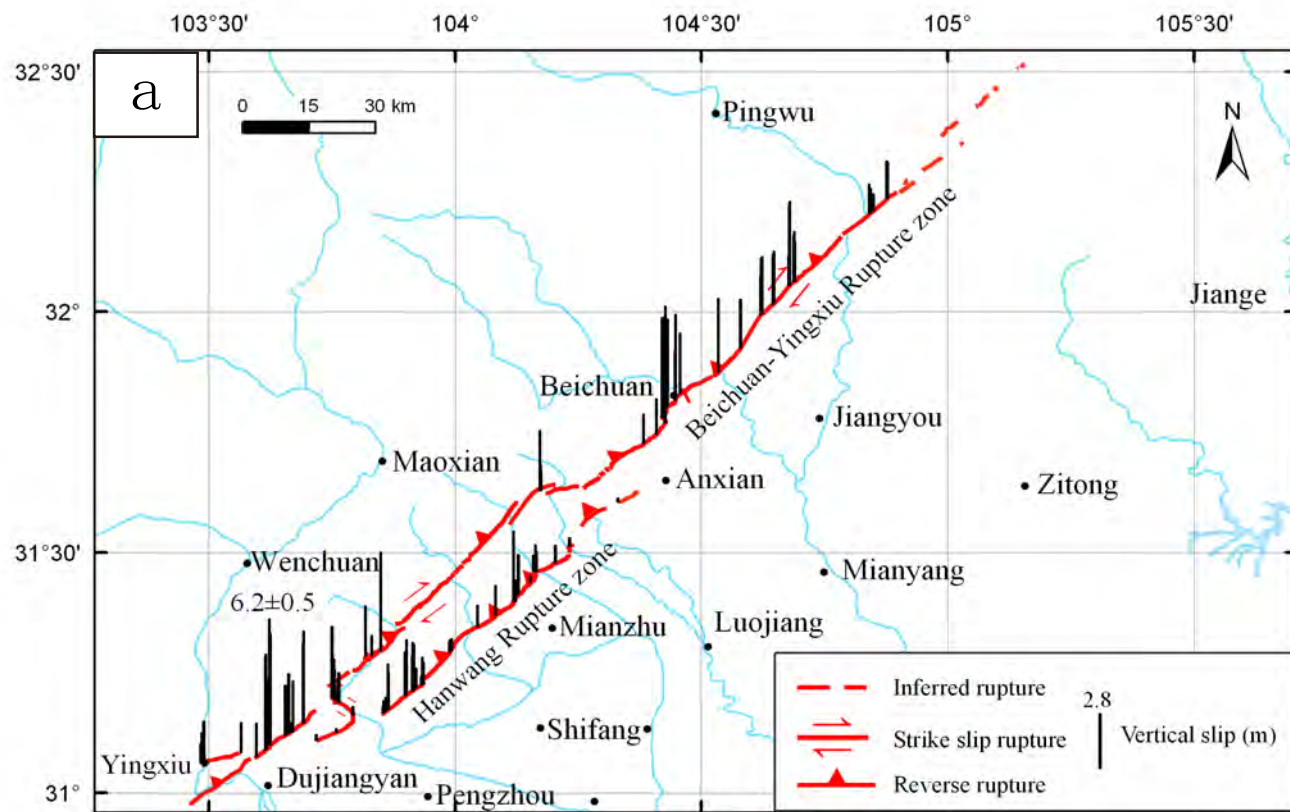 103°30' 104° 104°30' 105° 105°30'
32°30'
a
0 15 30 km
Pingwu
N
Beichuan-Yingxiu Rupture zone
32°
Jiange
Beichuan
Jiangyou
Maoxian
Anxian
Zitong
31°30'
Wenchuan
Mianyang
6.2±0.5
Hanwang Rupture zone
Mianzhu
Luojiang
Inferred rupture
2.8
Shifang
Strike slip rupture
Vertical slip (m)
Yingxiu
Dujiangyan
Reverse rupture
31°
Pengzhou